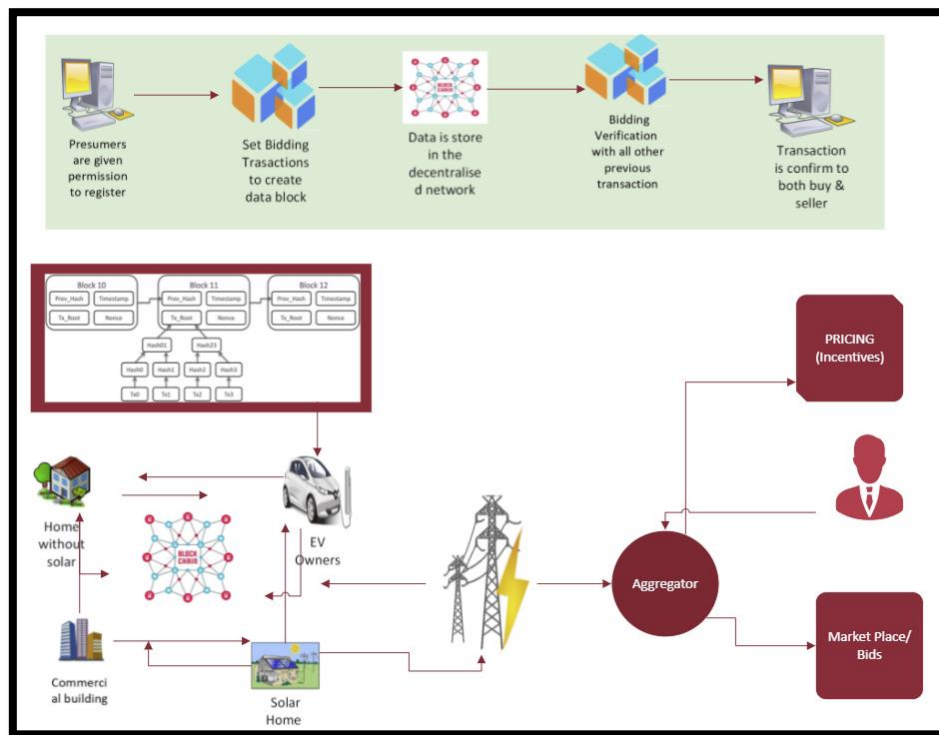 Presumers
are given
permission
to register
Set Bidding
Trasactions
to create
data block
BLOCK
CHAIN
Data is store
in the
decentralise
d network
Bidding
Verification
with all other
previous
transaction
Transaction
is confirm to
both buy &
seller
Block 10
Prev_Hash
Timestamp
Tx_Root
Nonce
Block 11
Prev_Hash
Timestamp
Tx_Root
Nonce
Block 12
Prev_Hash
Timestamp
Tx_Root
Nonce
Hash01
Hash23
Hash0
Hash1
Hash2
Hash3
Tx0
Tx1
Tx2
Tx3
PRICING
(Incentives)
Home
without
solar
BLOCK
CHAIN
EV
Owners
Aggregator
Market Place/
Bids
Commerci
al building
Solar
Home